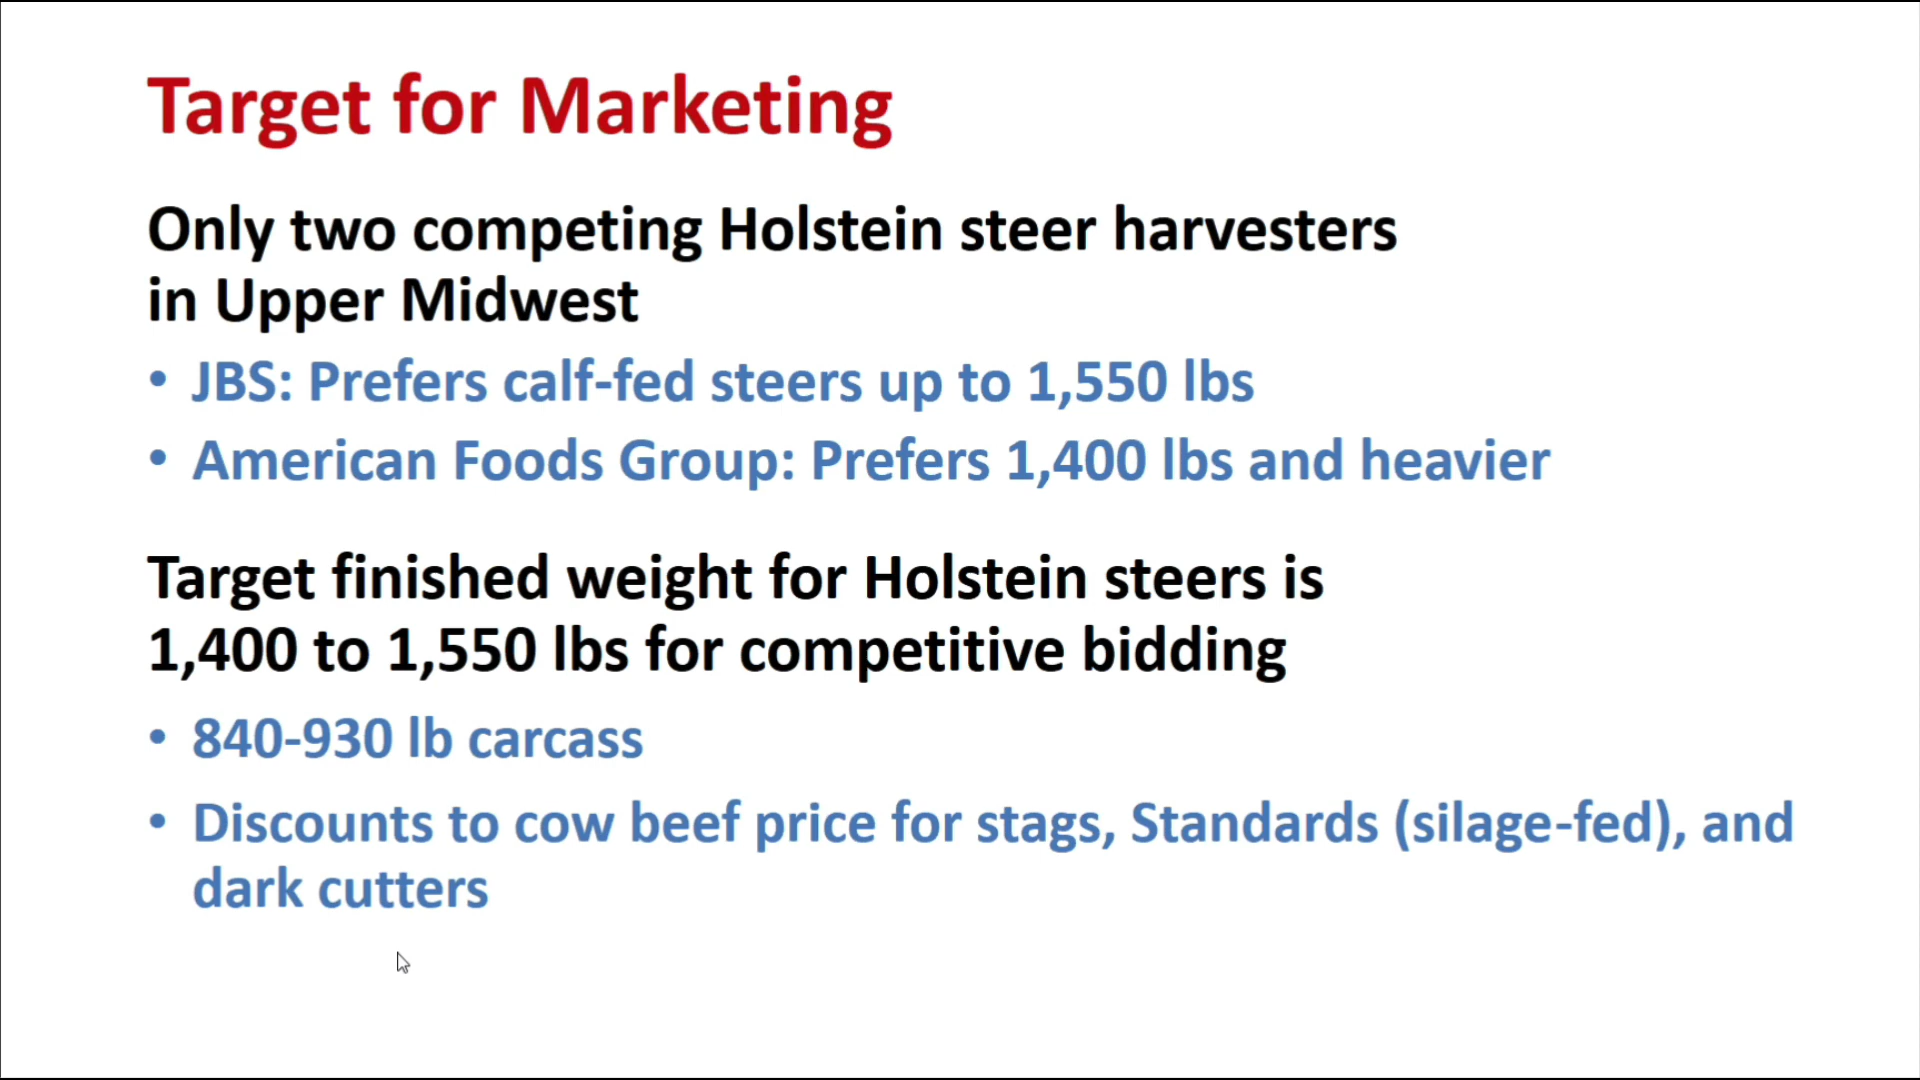 Target for Marketing
Only two competing Holstein steer harvesters
in Upper Midwest
• JBS: Prefers calf-fed steers up to 1,550 lbs
• American Foods Group: Prefers 1,400 lbs and heavier
Target finished weight for Holstein steers is
1,400 to 1,550 lbs for competitive bidding
• 840-930 lb carcass
• Discounts to cow beef price for stags, Standards (silage-fed), and
dark cutters